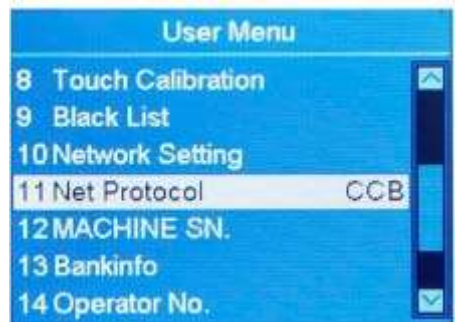 User Menu
8 Touch Calibration
9 Black List
10 Network Setting
11 Net Protocol CCB
12 MACHINE SN.
13 Bankinfo
14 Operator No.